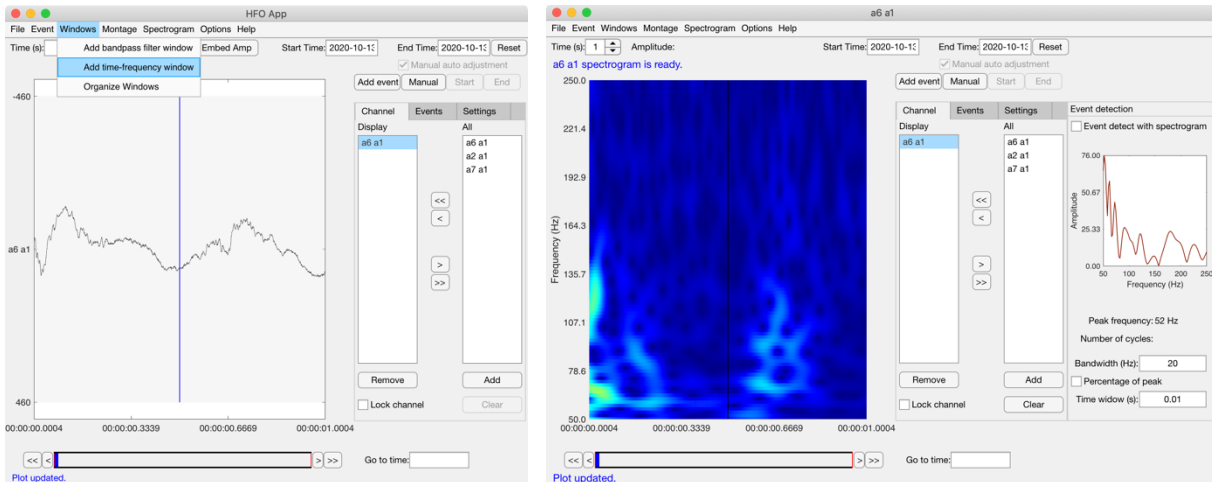 HFO App
File Event Windows Montage Spectrogram Options Help
Time (s): Add bandpass filter window Embed Amp Start Time: 2020-10-13 End Time: 2020-10-13 Reset
Add time-frequency window Manual auto adjustment
Organize Windows
Add event Manual Start End
-460
Channel Events Settings
Display All
a6 a1 a6 a1
a2 a1
a7 a1
<<
<
a6 a1
>
>>
Remove Add
460
Lock channel Clear
00:00:00.0004 00:00:00.3339 00:00:00.6669 00:00:01.0004
<< < > >> Go to time:
Plot updated.
a6 a1
File Event Windows Montage Spectrogram Options Help
Time (s): 1 Amplitude: Start Time: 2020-10-13 End Time: 2020-10-13 Reset
a6 a1 spectrogram is ready. Manual auto adjustment
Add event Manual Start End
Frequency (Hz)
250.0
221.4
192.9
164.3
135.7
107.1
78.6
50.0
00:00:00.0004 00:00:00.3339 00:00:00.6669 00:00:01.0004
Channel Events Settings
Display All
a6 a1 a6 a1
a2 a1
a7 a1
<<
<
>
>>
Remove Add
Lock channel Clear
Event detection
Event detect with spectrogram
Amplitude
76.00
50.67
25.33
0.00
50 100 150 200 250
Frequency (Hz)
Peak frequency: 52 Hz
Number of cycles:
Bandwidth (Hz): 20
Percentage of peak
Time widow (s): 0.01
<< < > >> Go to time:
Plot updated.